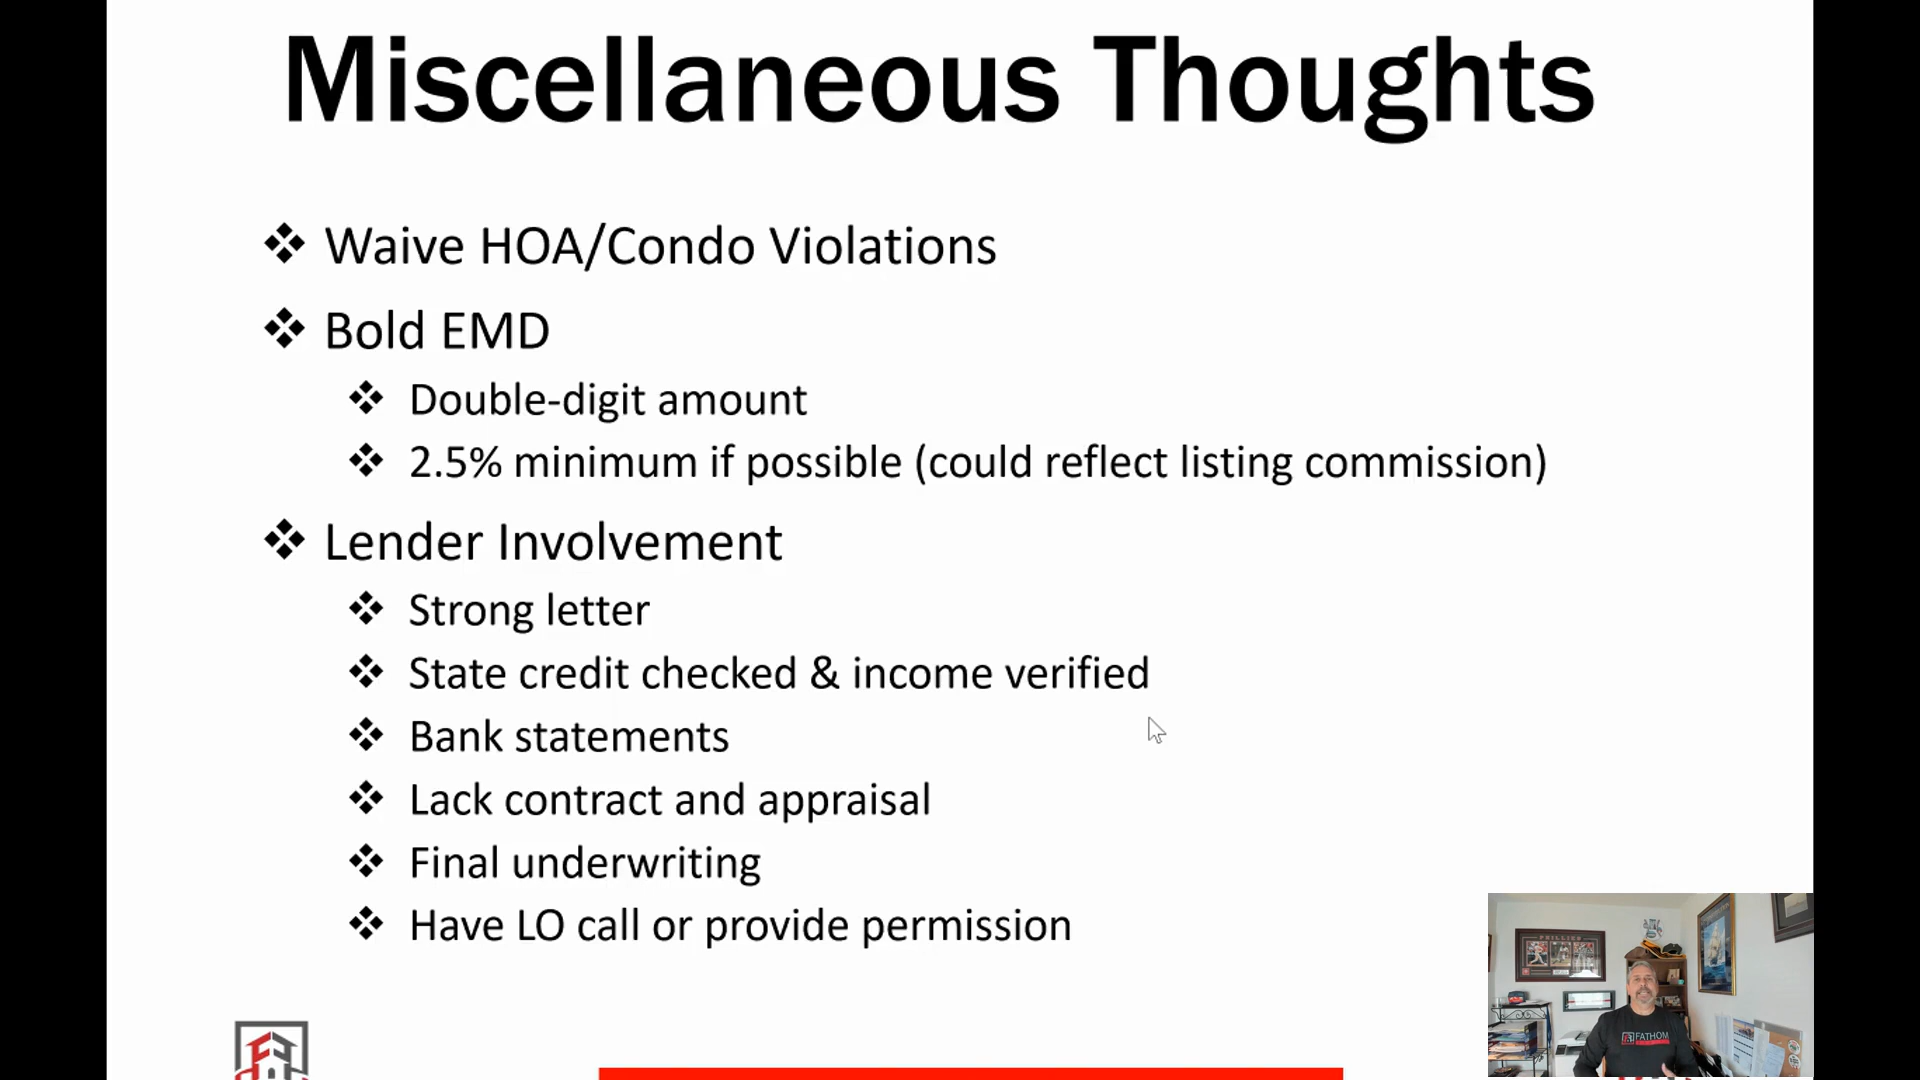 Miscellaneous Thoughts
Waive HOA/Condo Violations
Bold EMD
Double-digit amount
2.5% minimum if possible (could reflect listing commission)
Lender Involvement
Strong letter
State credit checked & income verified
Bank statements
Lack contract and appraisal
Final underwriting
Have LO call or provide permission
PHILLIES
FATHOM